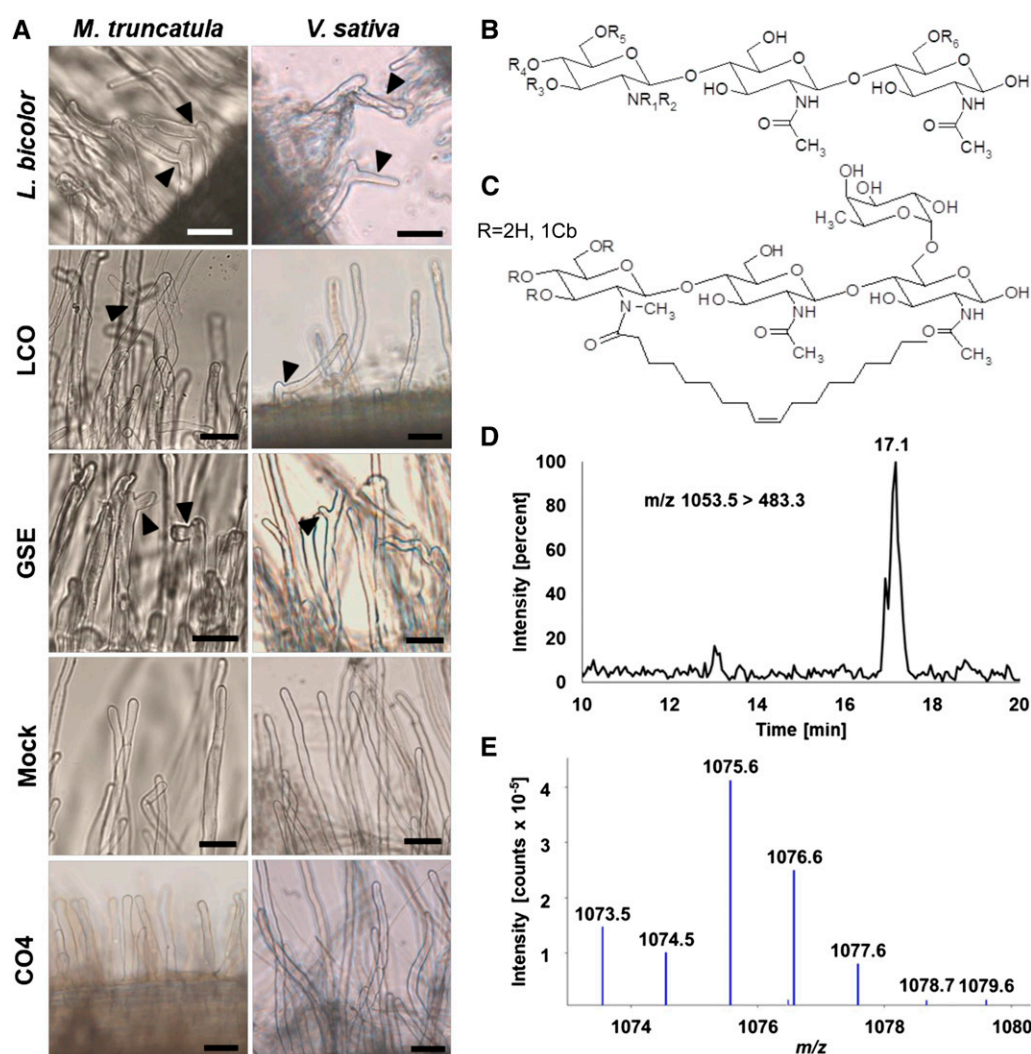 A
M. truncatula
V. sativa
L. bicolor
LCO
GSE
Mock
CO4
B
OR5
R4
O
R3
NR1R2
HO
O
HO
NH
O
CH3
OR6
O
HO
NH
O
CH3
OH
C
R=2H, 1Cb
OH
OH
OH
H3C
O
O
OR
RO
RO
O
N-CH3
O
HO
O
HO
NH
O
CH3
O
HO
NH
O
CH3
OH
D
17.1
m/z 1053.5 > 483.3
Intensity [percent]
100
80
60
40
20
0
10
12
14
16
18
20
Time [min]
E
Intensity [counts x 10-5]
4
3
2
1
1073.5
1074.5
1075.6
1076.6
1077.6
1078.7
1079.6
1074
1076
1078
1080
m/z